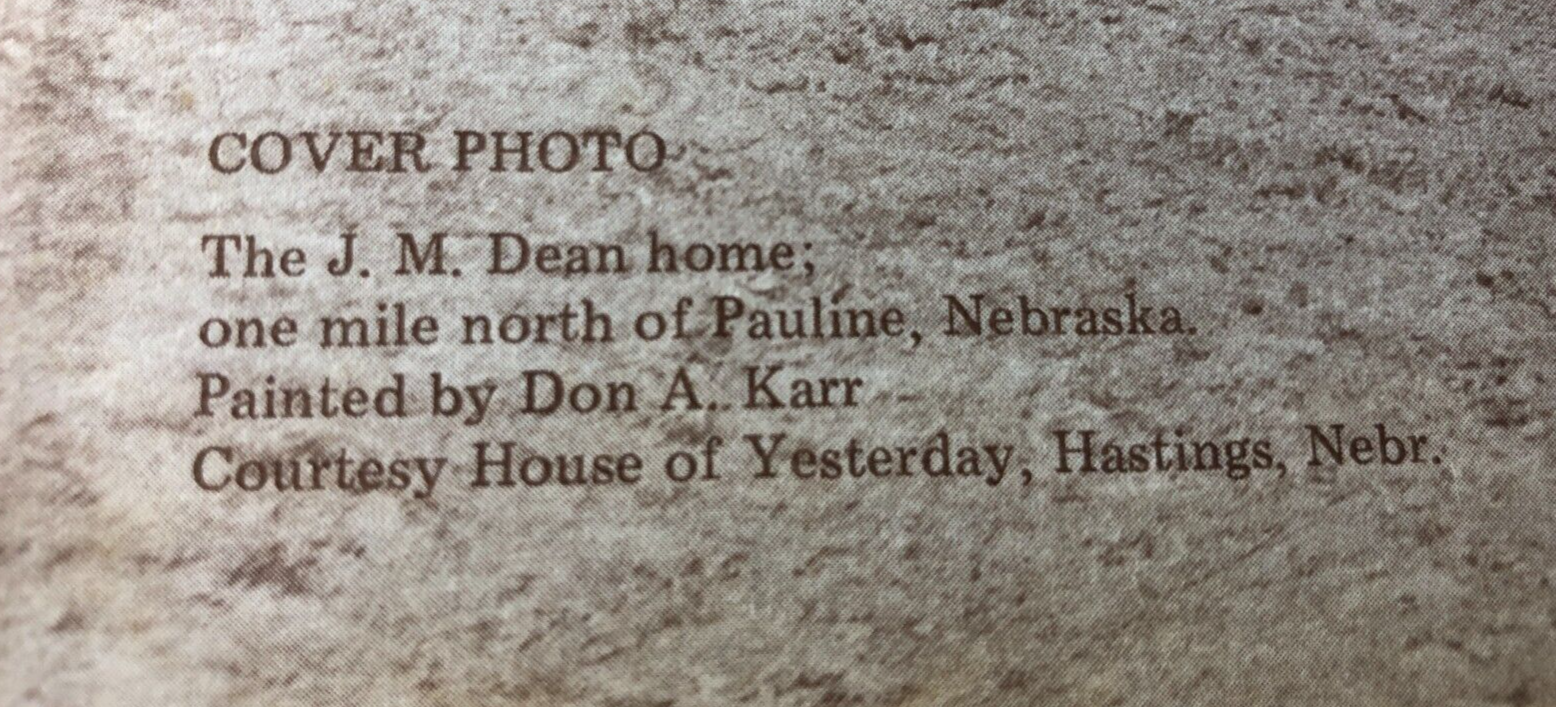 COVER PHOTO
The J. M. Dean home;
one mile north of Pauline, Nebraska.
Painted by Don A. Karr
Courtesy House of Yesterday, Hastings, Nebr.